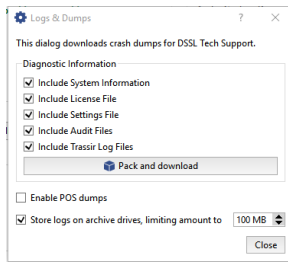 Logs & Dumps
This dialog downloads crash dumps for DSSL Tech Support.
Diagnostic Information
Include System Information
Include License File
Include Settings File
Include Audit Files
Include Trassir Log Files
Pack and download
Enable POS dumps
Store logs on archive drives, limiting amount to 100 MB
Close